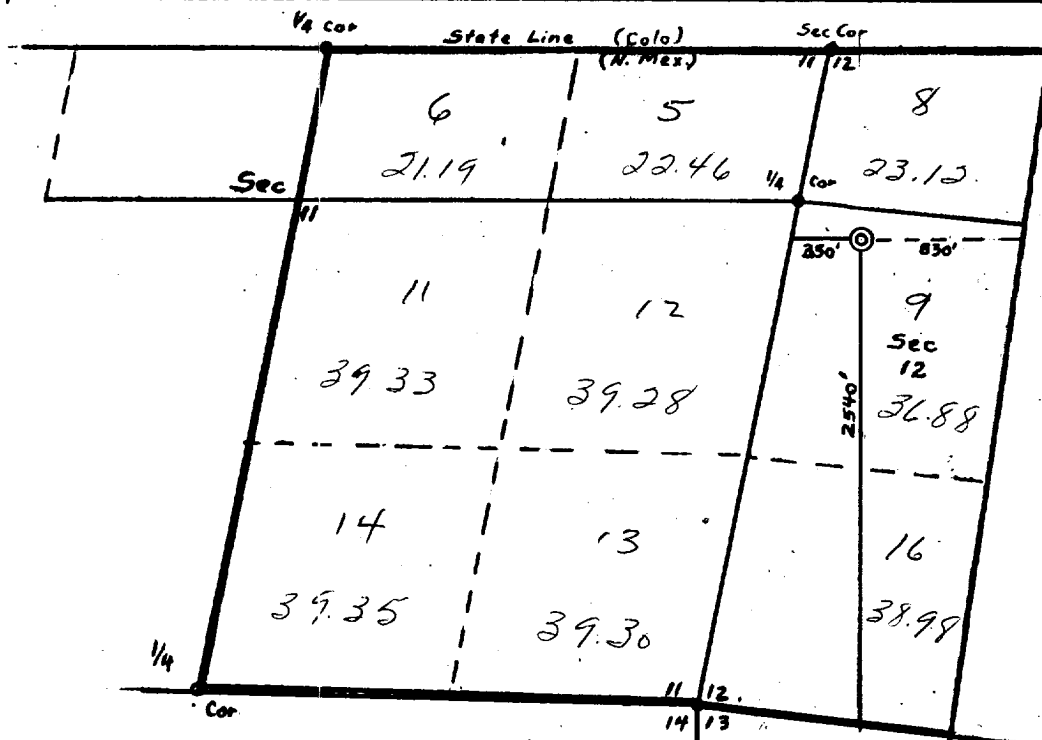 1/4 Cor State Line (Colo) Sec Cor
(N. Mex.) 11 12
6 5 8
21.19 22.46 23.12
Sec 1/4 Cor
11
350' 830'
11 12 9
Sec
12
39.33 39.28 36.88
2540'
14 13 16
39.35 39.30 38.98
1/4
Cor 11 12
14 13